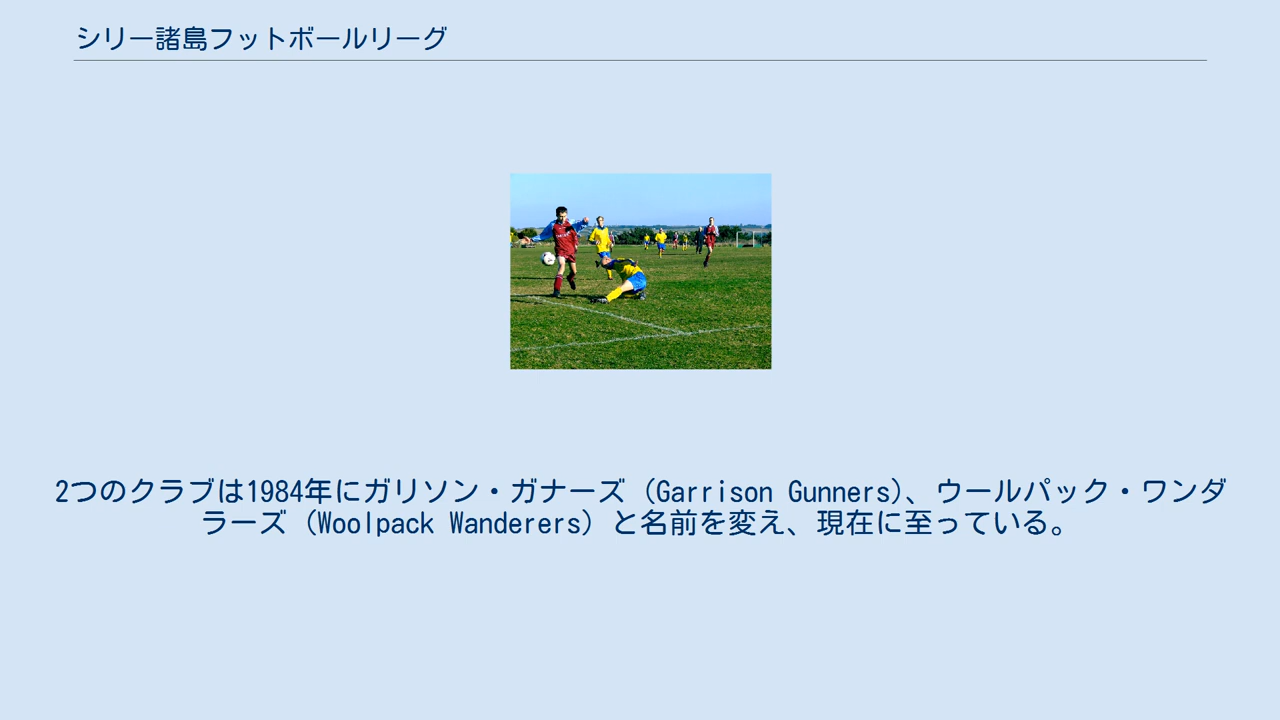 シリー諸島フットボールリーグ
2つのクラブは1984年にガリソン・ガナーズ（Garrison Gunners）、ウールパック・ワンダ
ラーズ（Woolpack Wanderers）と名前を変え、現在に至っている。